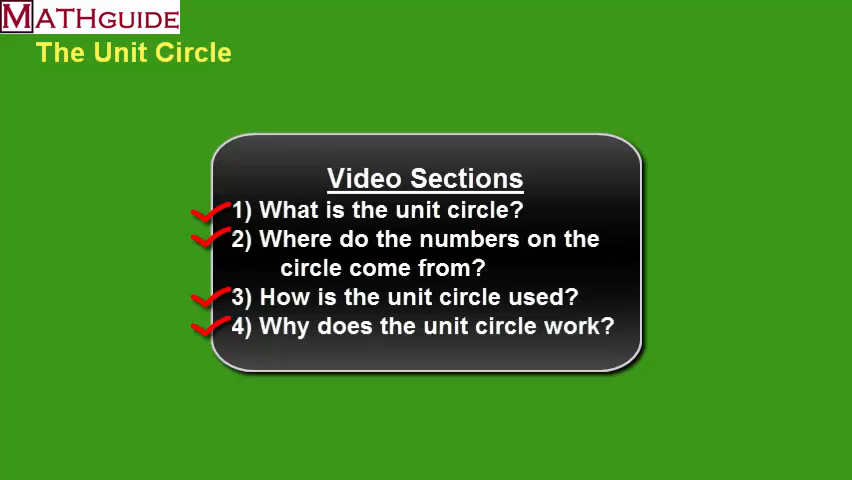 MATHGUIDE
The Unit Circle
Video Sections
1) What is the unit circle?
2) Where do the numbers on the
circle come from?
3) How is the unit circle used?
4) Why does the unit circle work?